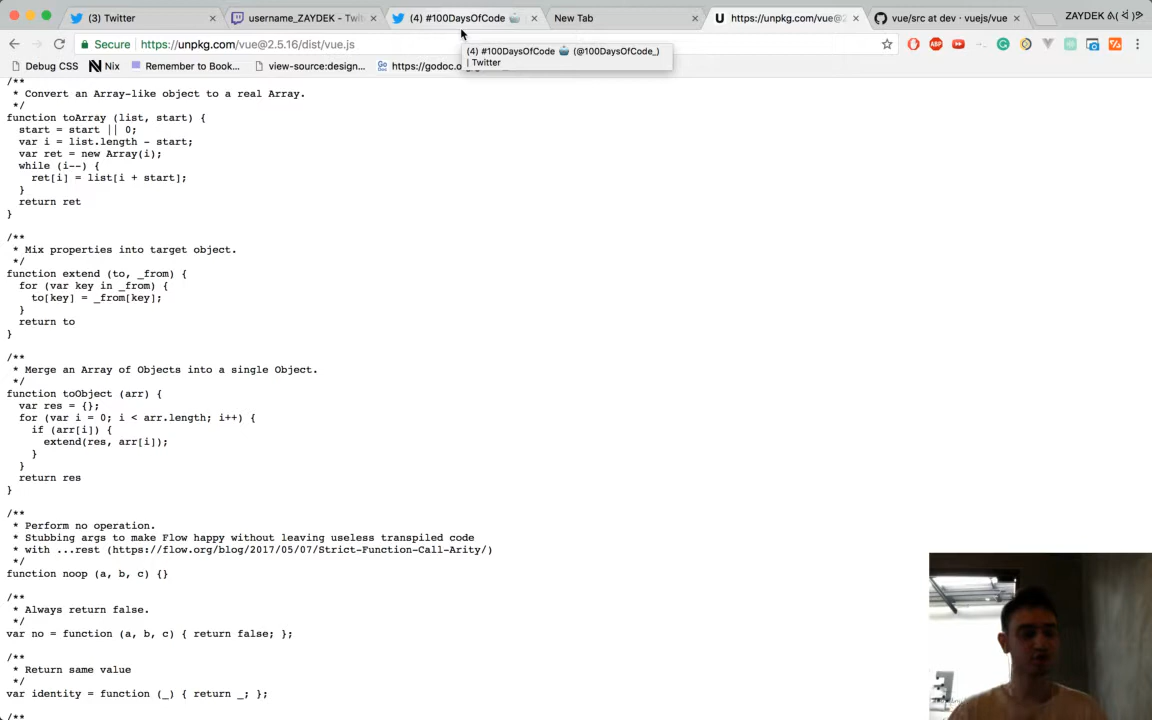 (3) Twitter
username_ZAYDEK - Twit
(4) #100DaysOfCode
New Tab
https://unpkg.com/vue@2
vue/src at dev · vuejs/vue
ZAYDEK
Secure
https://unpkg.com/vue@2.5.16/dist/vue.js
(4) #100DaysOfCode 🍵 (@100DaysOfCode_)
| Twitter
Debug CSS
Nix
Remember to Book...
view-source:design...
https://godoc.o
/**
* Convert an Array-like object to a real Array.
*/
function toArray (list, start) {
start = start || 0;
var i = list.length - start;
var ret = new Array(i);
while (i--) {
ret[i] = list[i + start];
}
return ret
}
/**
* Mix properties into target object.
*/
function extend (to, _from) {
for (var key in _from) {
to[key] = _from[key];
}
return to
}
/**
* Merge an Array of Objects into a single Object.
*/
function toObject (arr) {
var res = {};
for (var i = 0; i < arr.length; i++) {
if (arr[i]) {
extend(res, arr[i]);
}
}
return res
}
/**
* Perform no operation.
* Stubbing args to make Flow happy without leaving useless transpiled code
* with ...rest (https://flow.org/blog/2017/05/07/Strict-Function-Call-Arity/)
*/
function noop (a, b, c) {}
/**
* Always return false.
*/
var no = function (a, b, c) { return false; };
/**
* Return same value
*/
var identity = function (_) { return _; };
/**